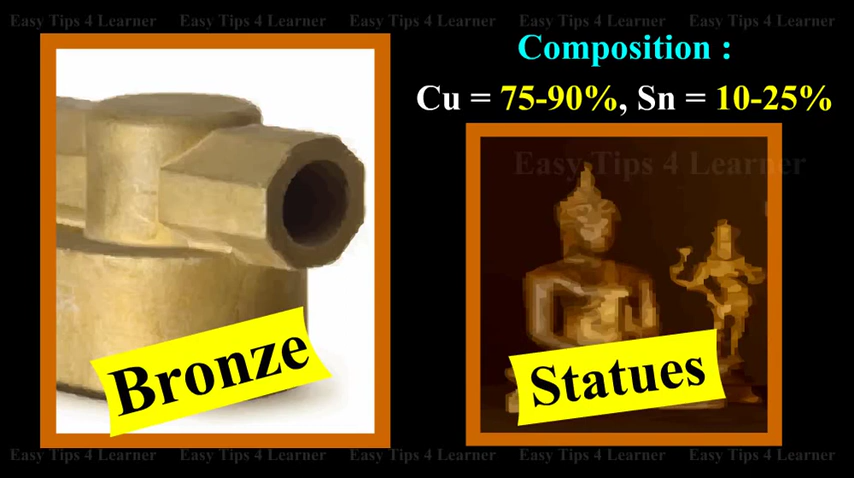 Easy Tips 4 Learner Easy Tips 4 Learner Easy Tips 4 Learner Easy Tips 4 Learner Easy Tips 4 Learner
Composition :
Cu = 75-90%, Sn = 10-25%
Easy Tips 4 Learner
Bronze
Statues
Easy Tips 4 Learner Easy Tips 4 Learner Easy Tips 4 Learner Easy Tips 4 Learner Easy Tips 4 Learner